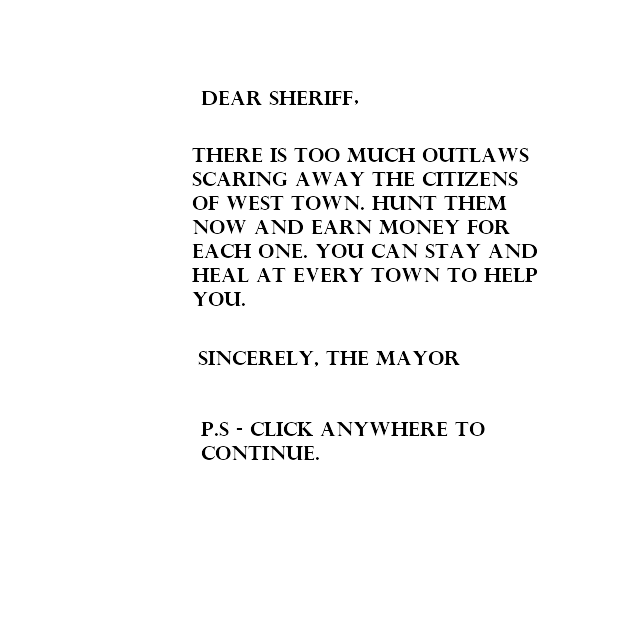 DEAR SHERIFF,
THERE IS TOO MUCH OUTLAWS
SCARING AWAY THE CITIZENS
OF WEST TOWN. HUNT THEM
NOW AND EARN MONEY FOR
EACH ONE. YOU CAN STAY AND
HEAL AT EVERY TOWN TO HELP
YOU.
SINCERELY, THE MAYOR
P.S - CLICK ANYWHERE TO
CONTINUE.